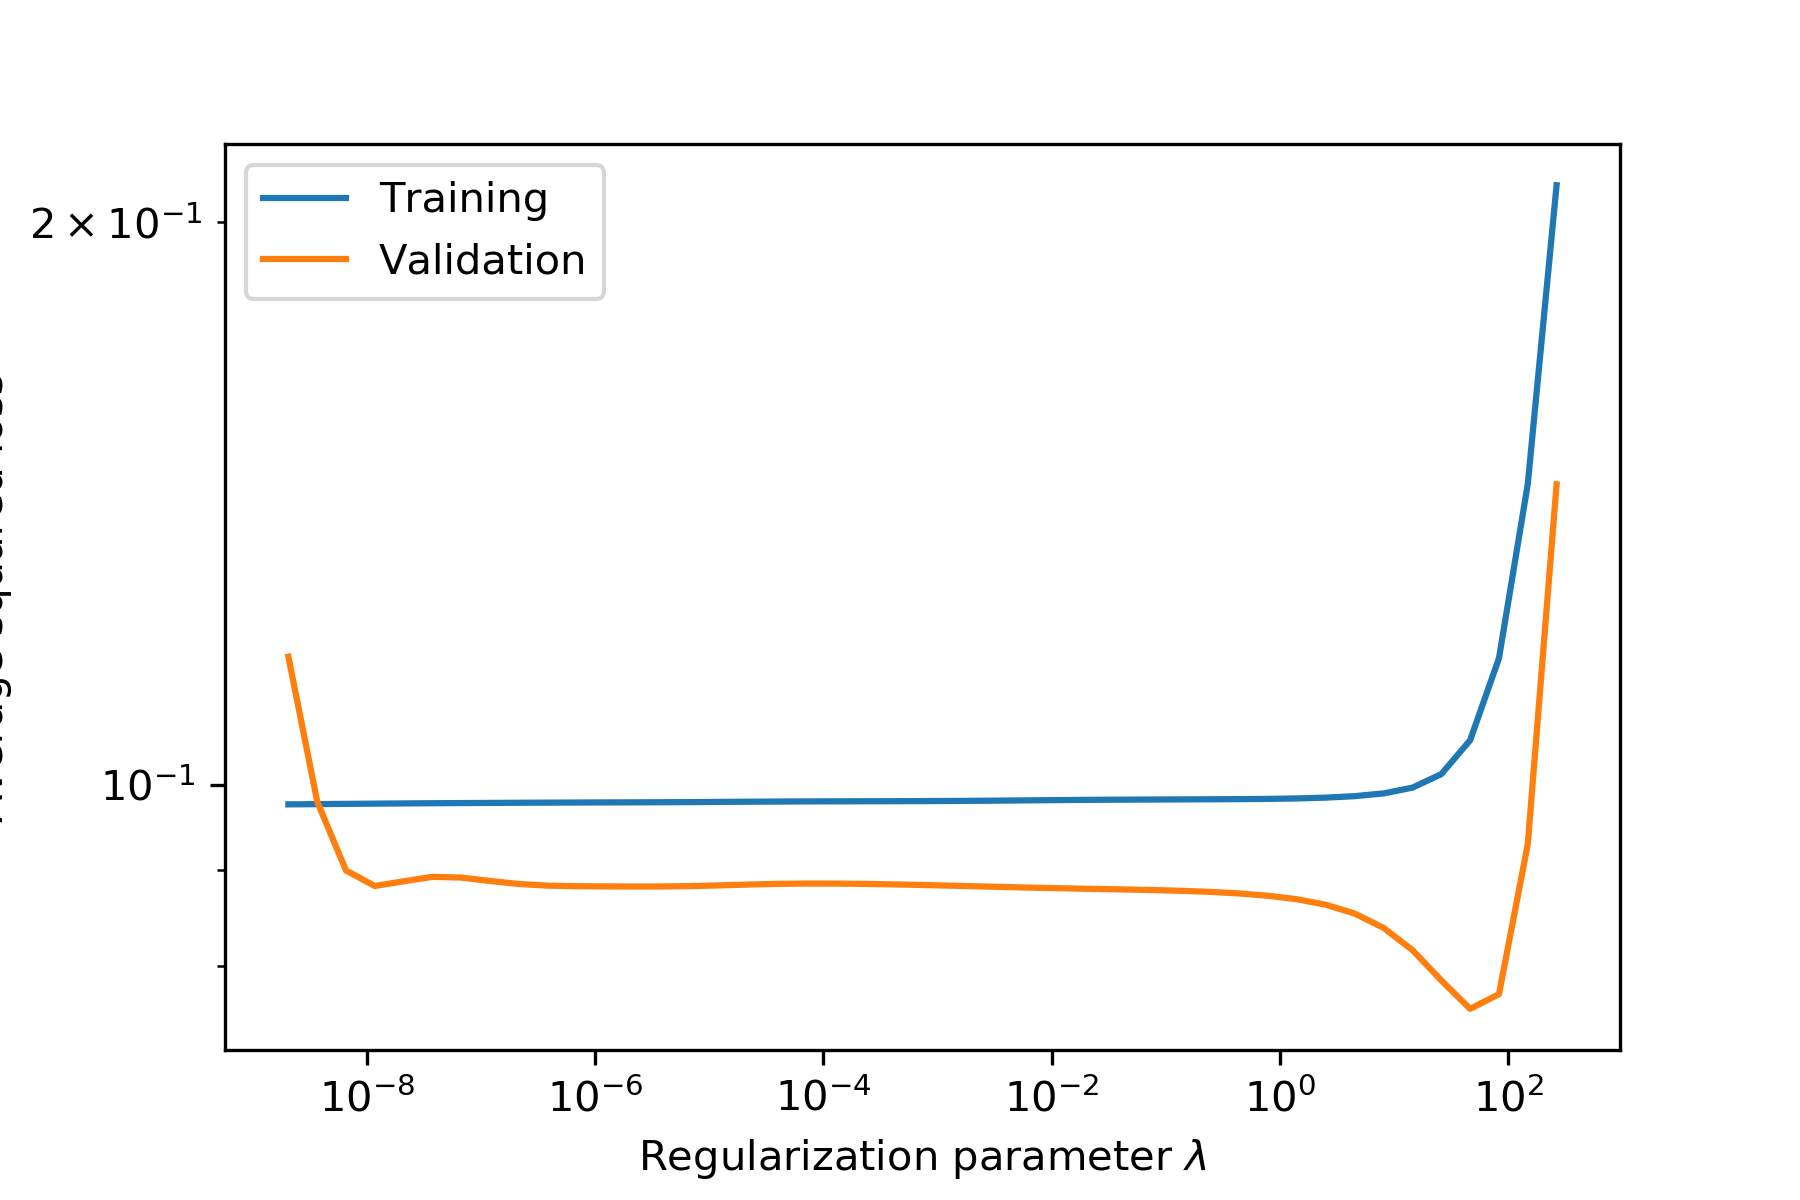 Training
Validation
2 × 10⁻¹
10⁻¹
10⁻⁸ 10⁻⁶ 10⁻⁴ 10⁻² 10⁰ 10²
Regularization parameter λ